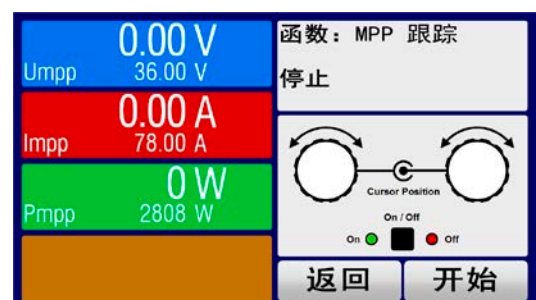 0.00 V
Umpp 36.00 V
0.00 A
Impp 78.00 A
0 W
Pmpp 2808 W
函数：MPP 跟踪
停止
Cursor Position
On / Off
On Off
返回 开始